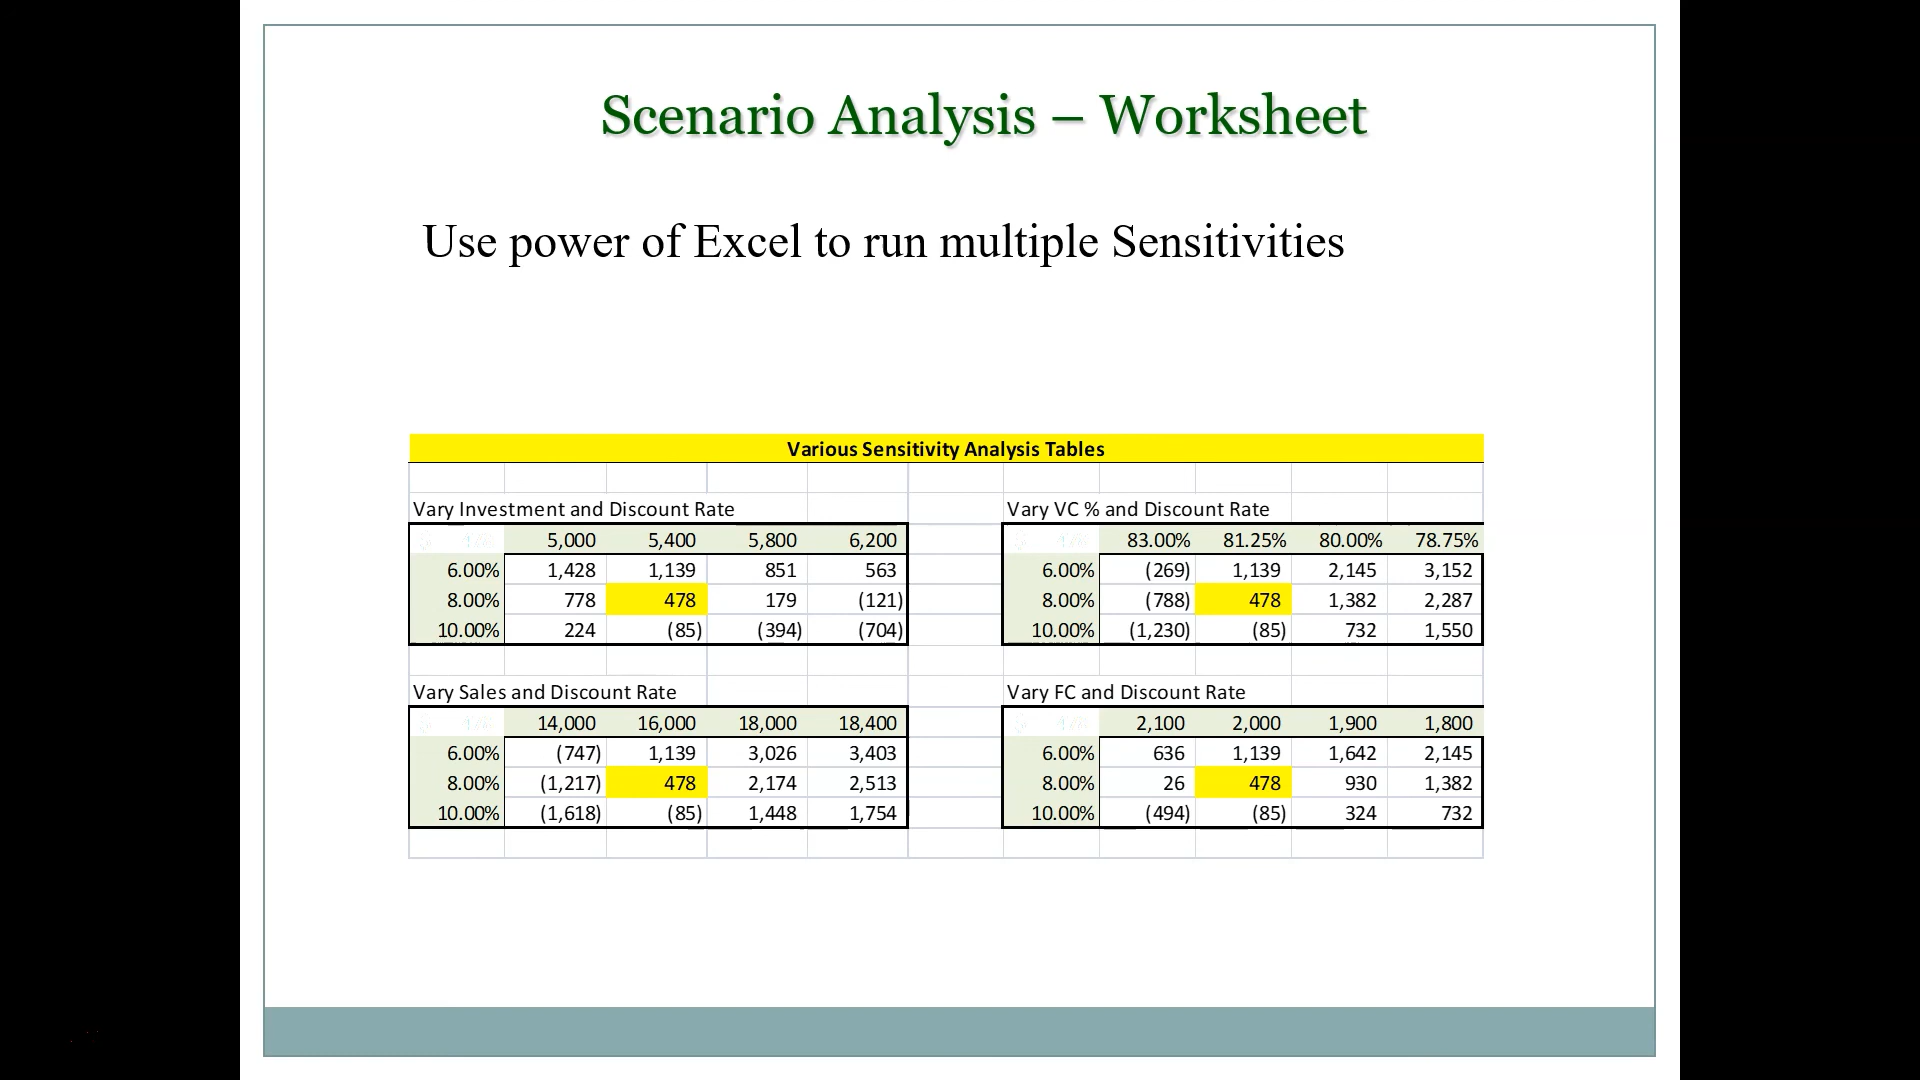 Scenario Analysis – Worksheet
Use power of Excel to run multiple Sensitivities
Various Sensitivity Analysis Tables
Vary Investment and Discount Rate
5,000 5,400 5,800 6,200
6.00% 1,428 1,139 851 563
8.00% 778 478 179 (121)
10.00% 224 (85) (394) (704)
Vary VC % and Discount Rate
83.00% 81.25% 80.00% 78.75%
6.00% (269) 1,139 2,145 3,152
8.00% (788) 478 1,382 2,287
10.00% (1,230) (85) 732 1,550
Vary Sales and Discount Rate
14,000 16,000 18,000 18,400
6.00% (747) 1,139 3,026 3,403
8.00% (1,217) 478 2,174 2,513
10.00% (1,618) (85) 1,448 1,754
Vary FC and Discount Rate
2,100 2,000 1,900 1,800
6.00% 636 1,139 1,642 2,145
8.00% 26 478 930 1,382
10.00% (494) (85) 324 732